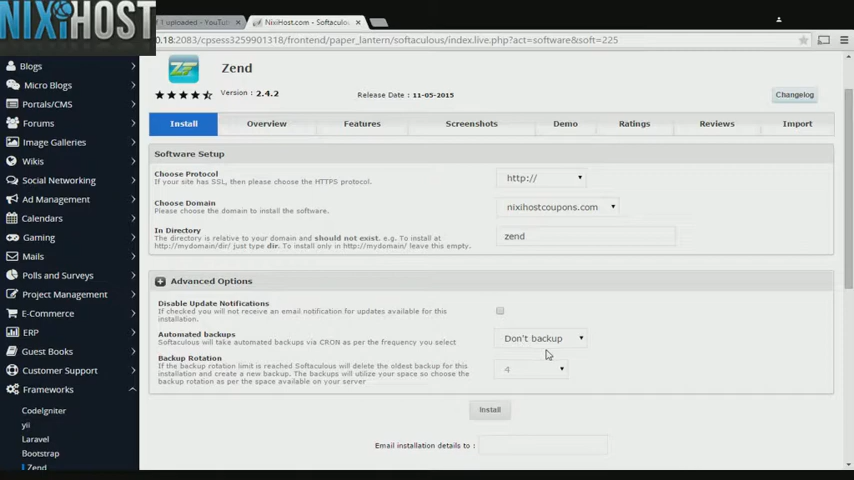 NIXIHOST
1 uploaded - YouTu
NixiHost.com - Softaculous
0.18:2083/cpsess3259901318/frontend/paper_lantern/softaculous/index.live.php?act=software&soft=225
Blogs
Micro Blogs
Portals/CMS
Forums
Image Galleries
Wikis
Social Networking
Ad Management
Calendars
Gaming
Mails
Polls and Surveys
Project Management
E-Commerce
ERP
Guest Books
Customer Support
Frameworks
CodeIgniter
yii
Laravel
Bootstrap
Zend
Zend
Version : 2.4.2
Release Date : 11-05-2015
Changelog
Install
Overview
Features
Screenshots
Demo
Ratings
Reviews
Import
Software Setup
Choose Protocol
If your site has SSL, then please choose the HTTPS protocol.
http://
Choose Domain
Please choose the domain to install the software.
nixihostcoupons.com
In Directory
The directory is relative to your domain and should not exist. e.g. To install at
http://mydomain/dir/ just type dir. To install only in http://mydomain/ leave this empty.
zend
Advanced Options
Disable Update Notifications
If checked you will not receive an email notification for updates available for this
installation.
Automated backups
Softaculous will take automated backups via CRON as per the frequency you select
Don't backup
Backup Rotation
If the backup rotation limit is reached Softaculous will delete the oldest backup for this
installation and create a new backup. The backups will utilize your space so choose the
backup rotation as per the space available on your server
4
Install
Email installation details to :